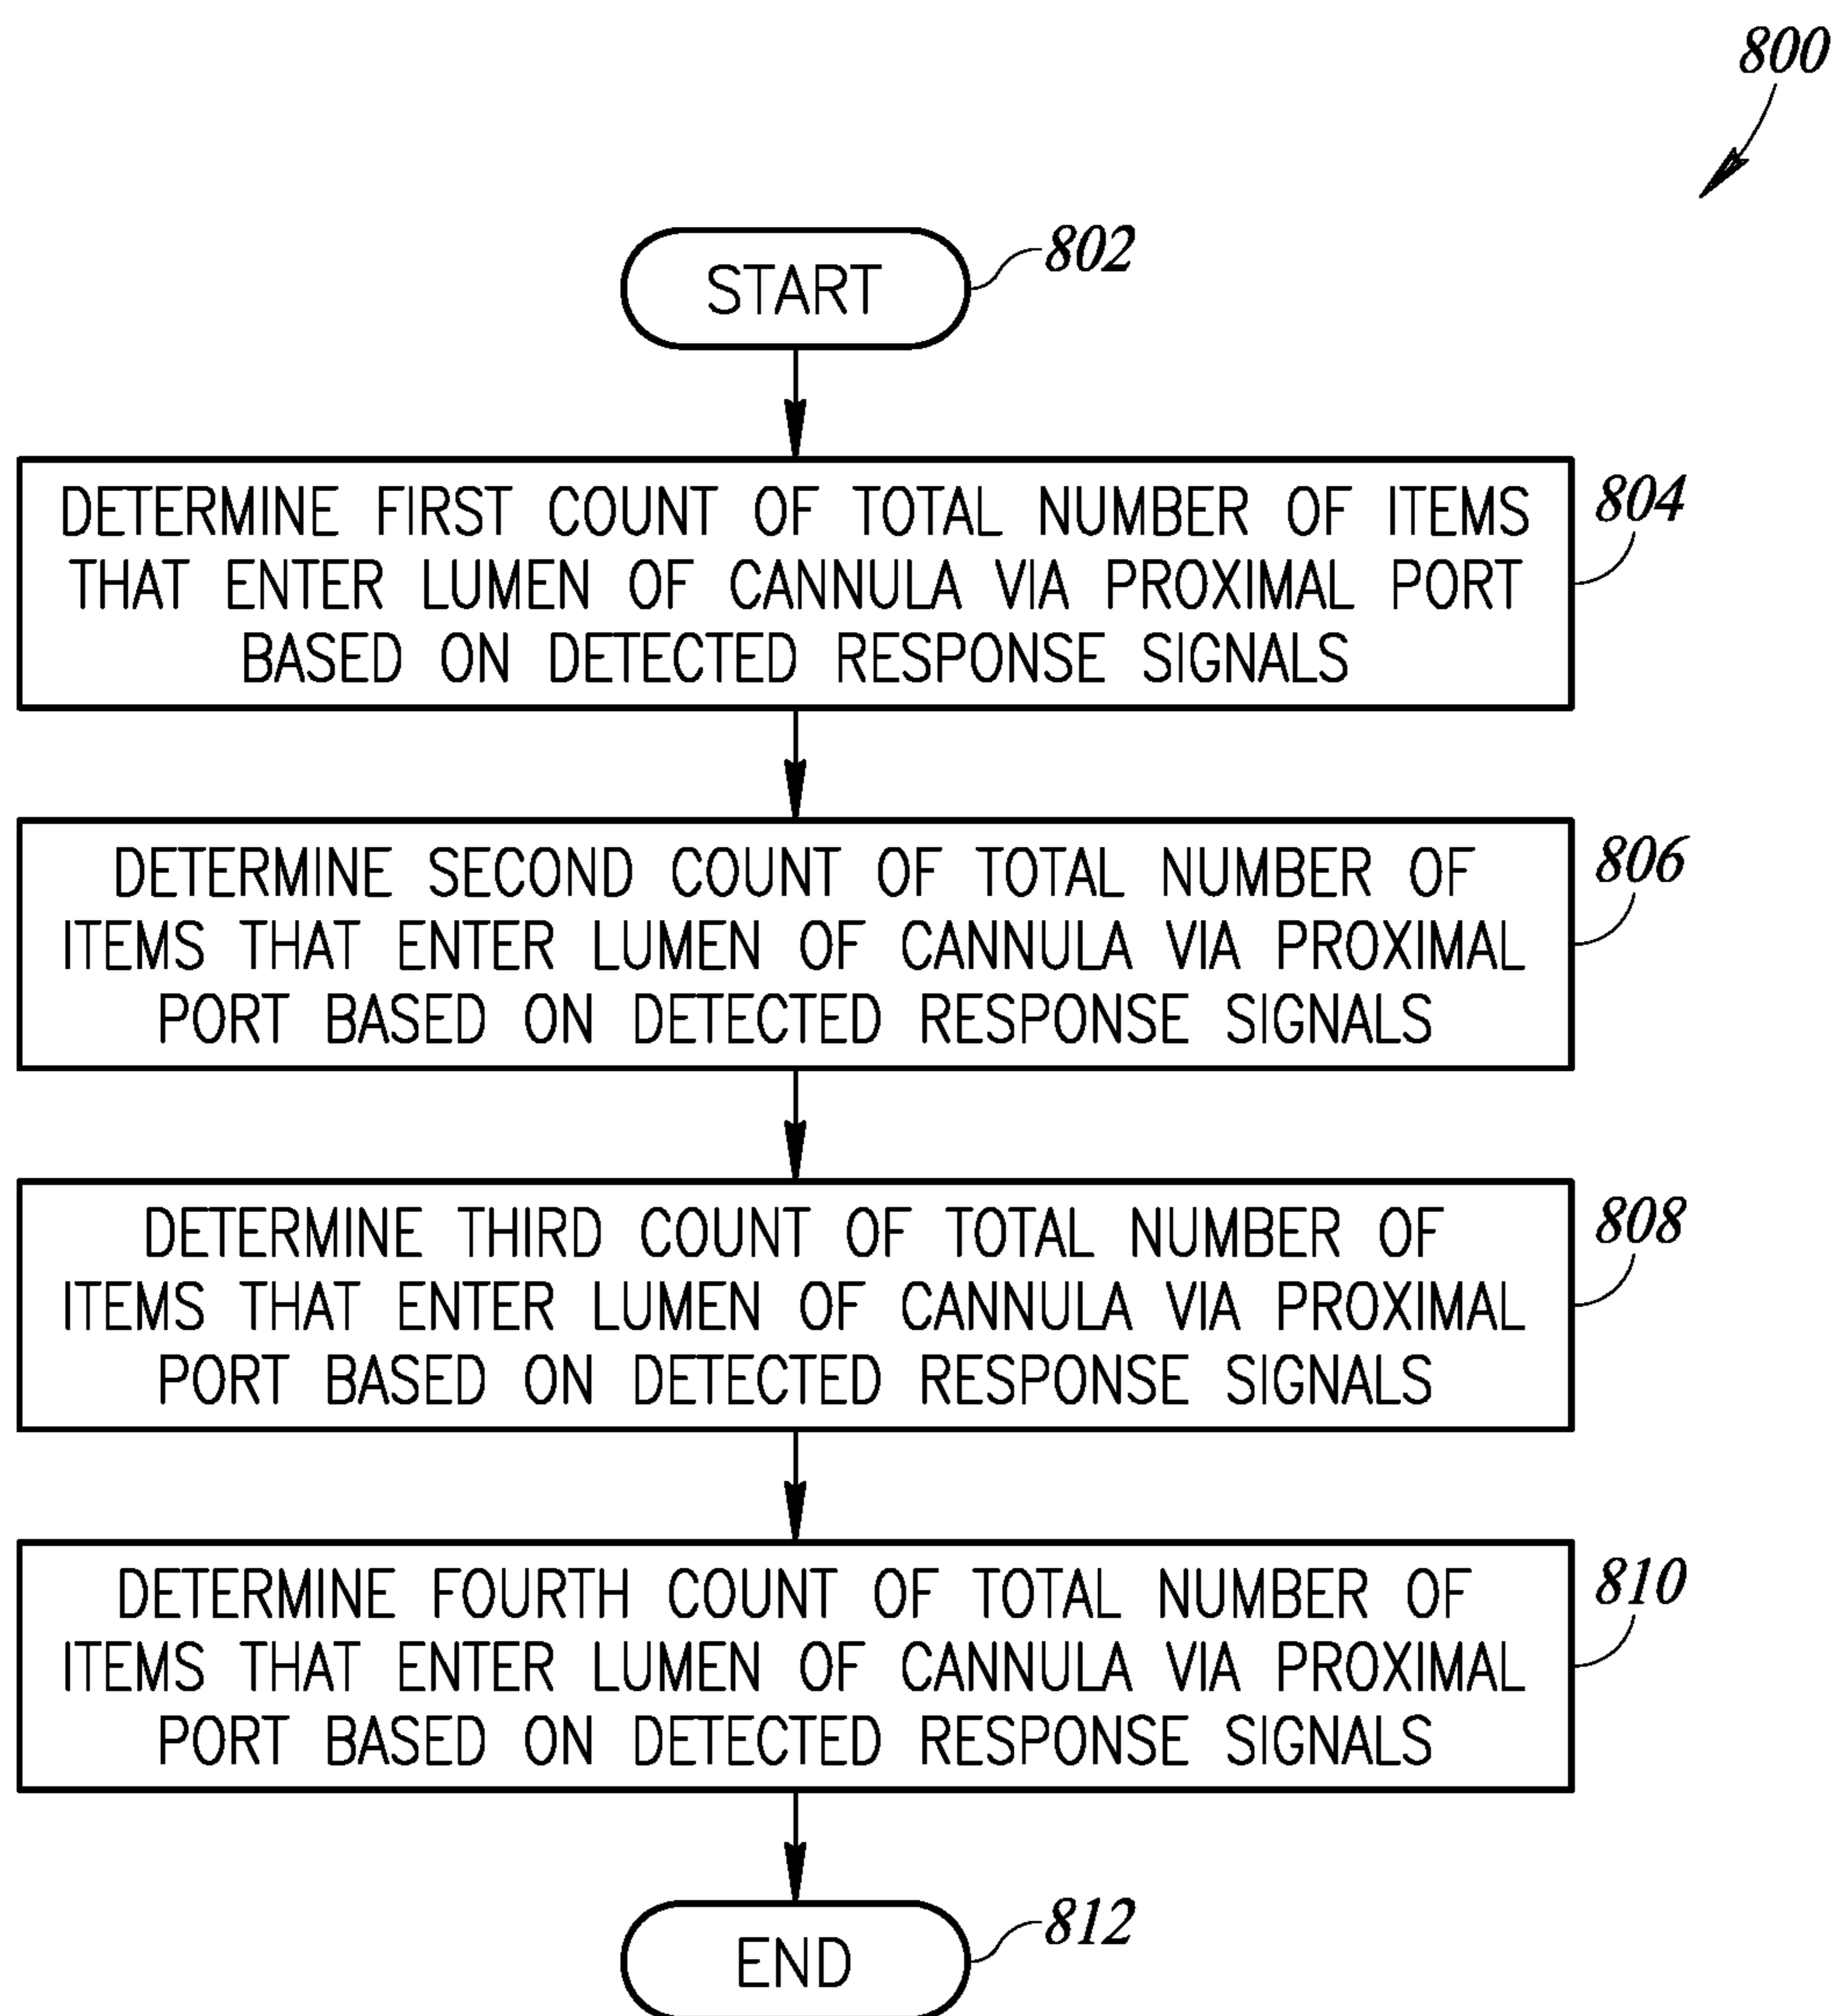 800
START
802
DETERMINE FIRST COUNT OF TOTAL NUMBER OF ITEMS
THAT ENTER LUMEN OF CANNULA VIA PROXIMAL PORT
BASED ON DETECTED RESPONSE SIGNALS
804
DETERMINE SECOND COUNT OF TOTAL NUMBER OF
ITEMS THAT ENTER LUMEN OF CANNULA VIA PROXIMAL
PORT BASED ON DETECTED RESPONSE SIGNALS
806
DETERMINE THIRD COUNT OF TOTAL NUMBER OF
ITEMS THAT ENTER LUMEN OF CANNULA VIA PROXIMAL
PORT BASED ON DETECTED RESPONSE SIGNALS
808
DETERMINE FOURTH COUNT OF TOTAL NUMBER OF
ITEMS THAT ENTER LUMEN OF CANNULA VIA PROXIMAL
PORT BASED ON DETECTED RESPONSE SIGNALS
810
END
812